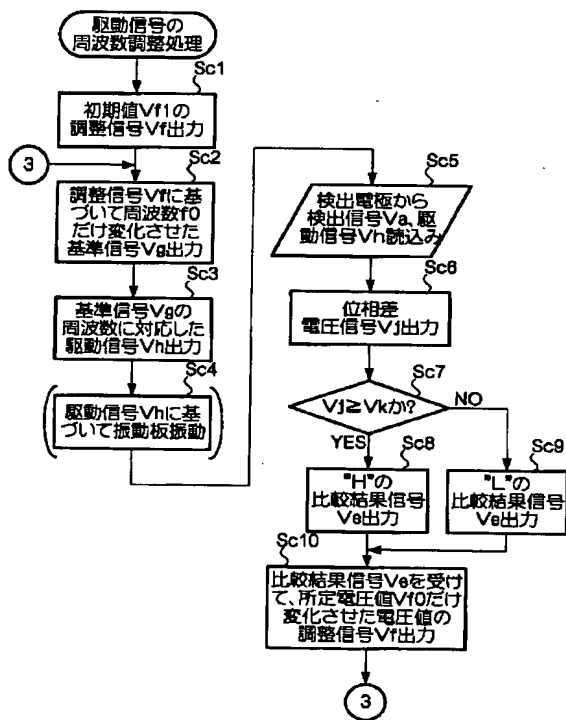 駆動信号の
周波数調整処理
Sc1
初期値Vf1の
調整信号Vf出力
3
Sc2
調整信号Vfに基
づいて周波数f0
だけ変化させた
基準信号Vg出力
Sc3
基準信号Vgの
周波数に対応した
駆動信号Vh出力
Sc4
駆動信号Vhに基
づいて振動板振動
Sc5
検出電極から
検出信号Va、駆
動信号Vh読込み
Sc6
位相差
電圧信号Vj出力
Sc7
Vj≧Vkか?
NO
YES
Sc8
"H"の
比較結果信号
Ve出力
Sc9
"L"の
比較結果信号
Ve出力
Sc10
比較結果信号Veを受け
て、所定電圧値Vf0だけ
変化させた電圧値の
調整信号Vf出力
3